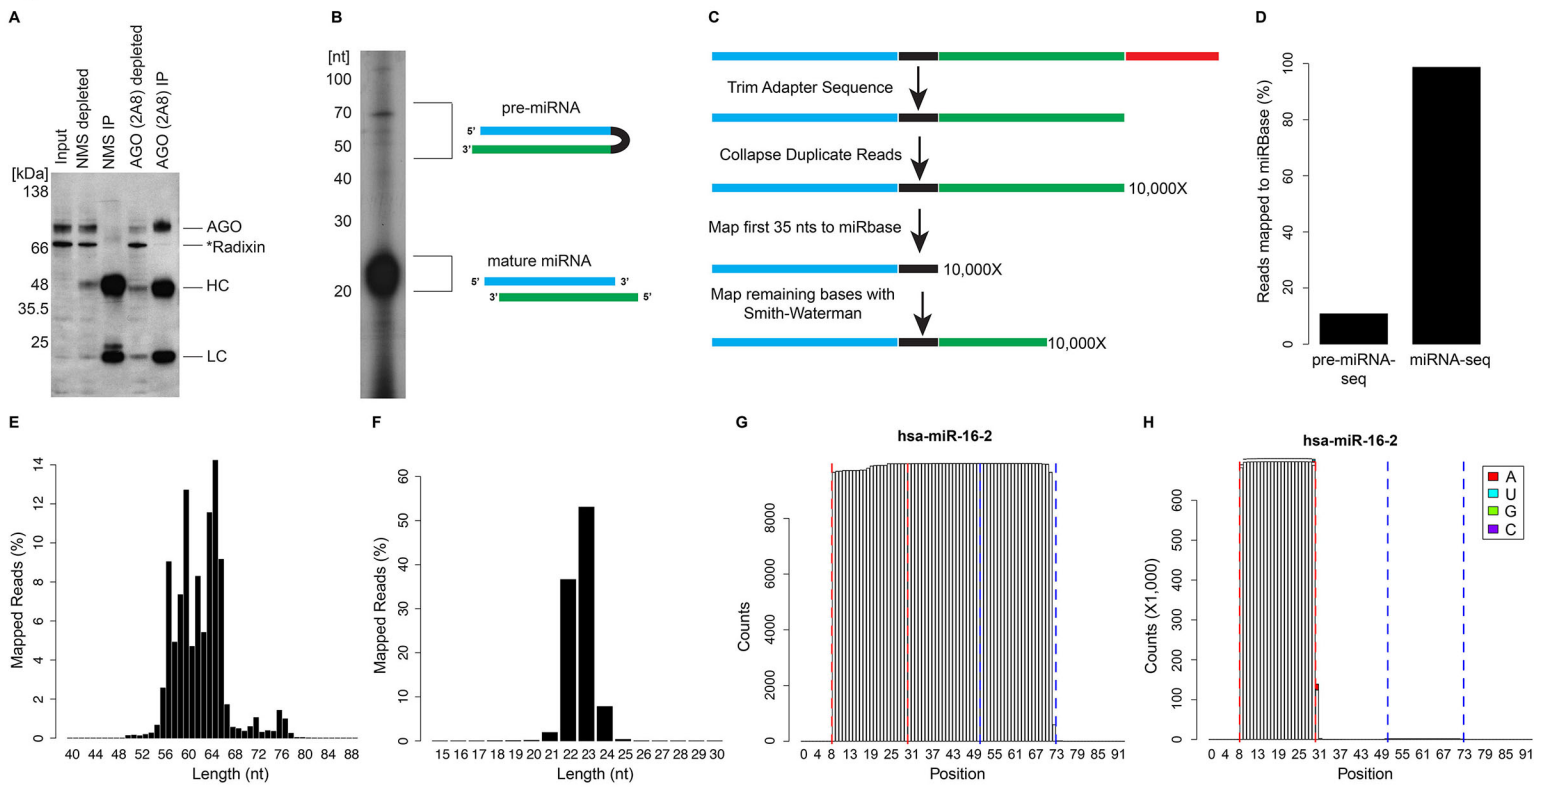 A
Input
NMS depleted
NMS IP
AGO (2A8) depleted
AGO (2A8) IP
[kDa]
138
66
48
35.5
25
AGO
*Radixin
HC
LC
B
[nt]
100
70
50
40
30
20
pre-miRNA
5'
3'
mature miRNA
5' 3'
3' 5'
C
Trim Adapter Sequence
Collapse Duplicate Reads
10,000X
Map first 35 nts to miRbase
10,000X
Map remaining bases with
Smith-Waterman
10,000X
D
Reads mapped to miRBase (%)
100
80
60
40
20
0
pre-miRNA-
seq
miRNA-seq
E
Mapped Reads (%)
14
12
10
8
6
4
2
0
40 44 48 52 56 60 64 68 72 76 80 84 88
Length (nt)
F
Mapped Reads (%)
60
50
40
30
20
10
0
15 16 17 18 19 20 21 22 23 24 25 26 27 28 29 30
Length (nt)
G
hsa-miR-16-2
Counts
8000
6000
4000
2000
0
0 4 8 13 19 25 31 37 43 49 55 61 67 73 79 85 91
Position
H
hsa-miR-16-2
Counts (X1,000)
600
500
400
300
200
100
0
0 4 8 13 19 25 31 37 43 49 55 61 67 73 79 85 91
Position
A
U
G
C